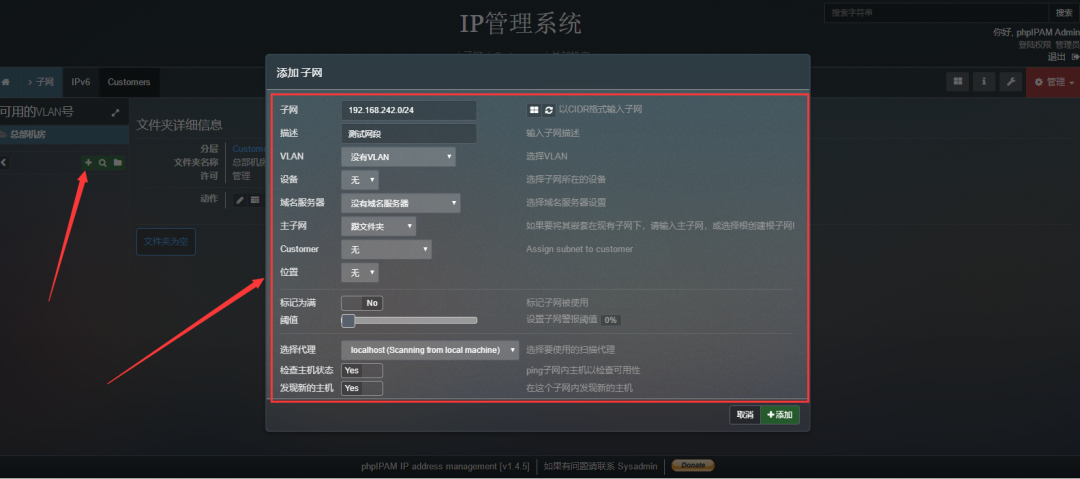 IP管理系统
搜索字符串
搜索
你好, phpIPAM Admin
登陆权限 管理员
退出
> 子网
IPv6
Customers
管理
可用的VLAN号
总部机房
文件夹详细信息
分层 Custome
文件夹名称 总部机房
许可 管理
动作
文件夹为空
添加 子网
子网 192.168.242.0/24 以CIDR格式输入子网
描述 测试网段 输入子网描述
VLAN 没有VLAN 选择VLAN
设备 无 选择子网所在的设备
域名服务器 没有域名服务器 选择域名服务器设置
主子网 跟文件夹 如果要将其嵌套在现有子网下，请输入主子网，或选择根创建根子网!
Customer 无 Assign subnet to customer
位置 无
标记为满 No 标记子网被使用
阈值 设置子网警报阈值 0%
选择代理 localhost (Scanning from local machine) 选择要使用的扫描代理
检查主机状态 Yes ping子网内主机以检查可用性
发现新的主机 Yes 在这个子网内发现新的主机
取消 添加
phpIPAM IP address management [v1.4.5] 如果有问题请联系 Sysadmin Donate